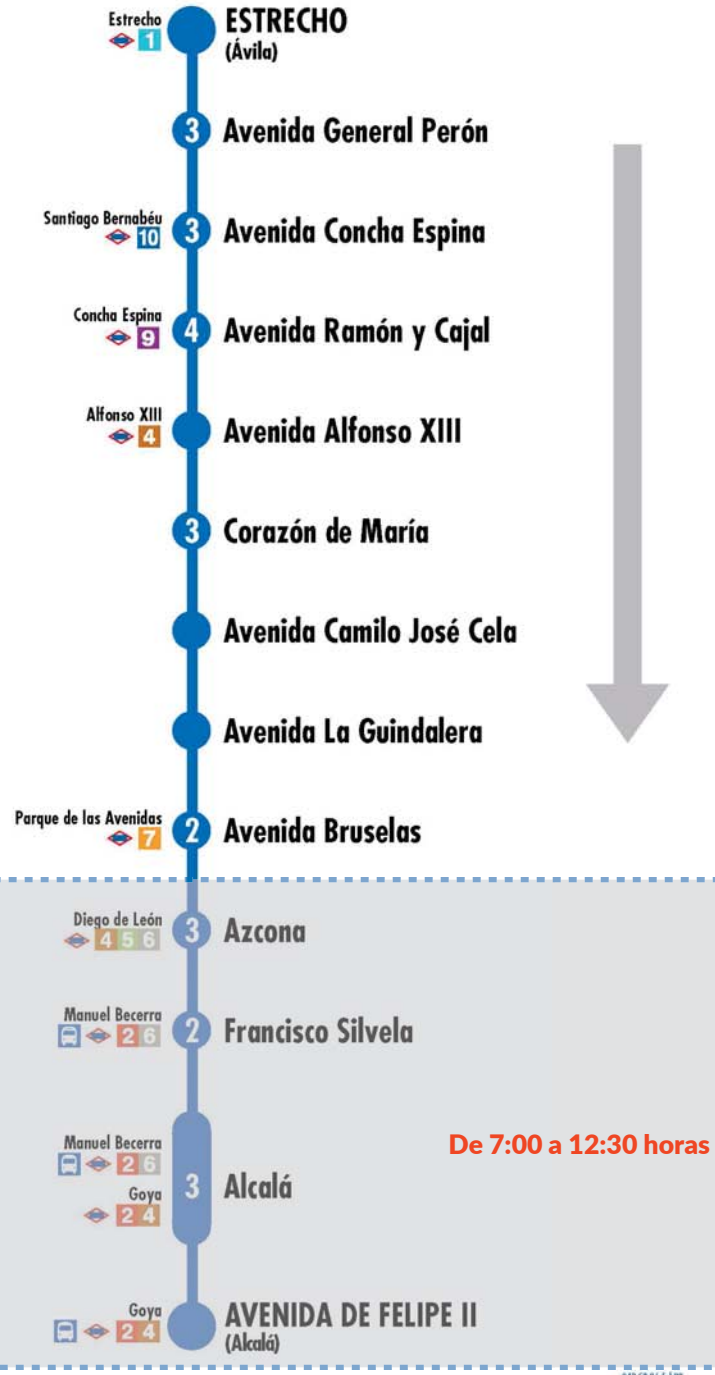 Estrecho
1
ESTRECHO
(Ávila)
3
Avenida General Perón
Santiago Bernabéu
10
3
Avenida Concha Espina
Concha Espina
9
4
Avenida Ramón y Cajal
Alfonso XIII
4
Avenida Alfonso XIII
3
Corazón de María
Avenida Camilo José Cela
Avenida La Guindalera
Parque de las Avenidas
7
2
Avenida Bruselas
Diego de León
4 5 6
3
Azcona
Manuel Becerra
2 6
2
Francisco Silvela
Manuel Becerra
2 6
Goya
2 4
3
Alcalá
De 7:00 a 12:30 horas
Goya
2 4
AVENIDA DE FELIPE II
(Alcalá)